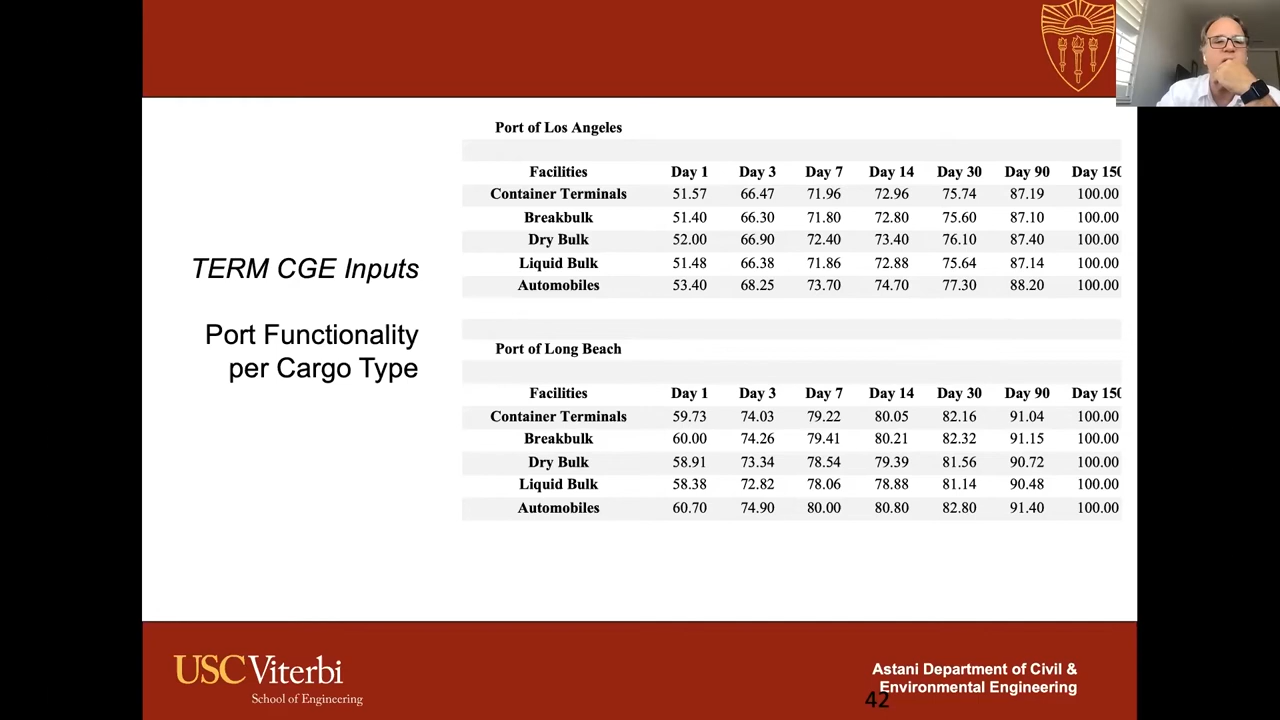 TERM CGE Inputs
Port Functionality
per Cargo Type
Port of Los Angeles
Facilities Day 1 Day 3 Day 7 Day 14 Day 30 Day 90 Day 150
Container Terminals 51.57 66.47 71.96 72.96 75.74 87.19 100.00
Breakbulk 51.40 66.30 71.80 72.80 75.60 87.10 100.00
Dry Bulk 52.00 66.90 72.40 73.40 76.10 87.40 100.00
Liquid Bulk 51.48 66.38 71.86 72.88 75.64 87.14 100.00
Automobiles 53.40 68.25 73.70 74.70 77.30 88.20 100.00
Port of Long Beach
Facilities Day 1 Day 3 Day 7 Day 14 Day 30 Day 90 Day 150
Container Terminals 59.73 74.03 79.22 80.05 82.16 91.04 100.00
Breakbulk 60.00 74.26 79.41 80.21 82.32 91.15 100.00
Dry Bulk 58.91 73.34 78.54 79.39 81.56 90.72 100.00
Liquid Bulk 58.38 72.82 78.06 78.88 81.14 90.48 100.00
Automobiles 60.70 74.90 80.00 80.80 82.80 91.40 100.00
USC Viterbi
School of Engineering
Astani Department of Civil &
Environmental Engineering
42